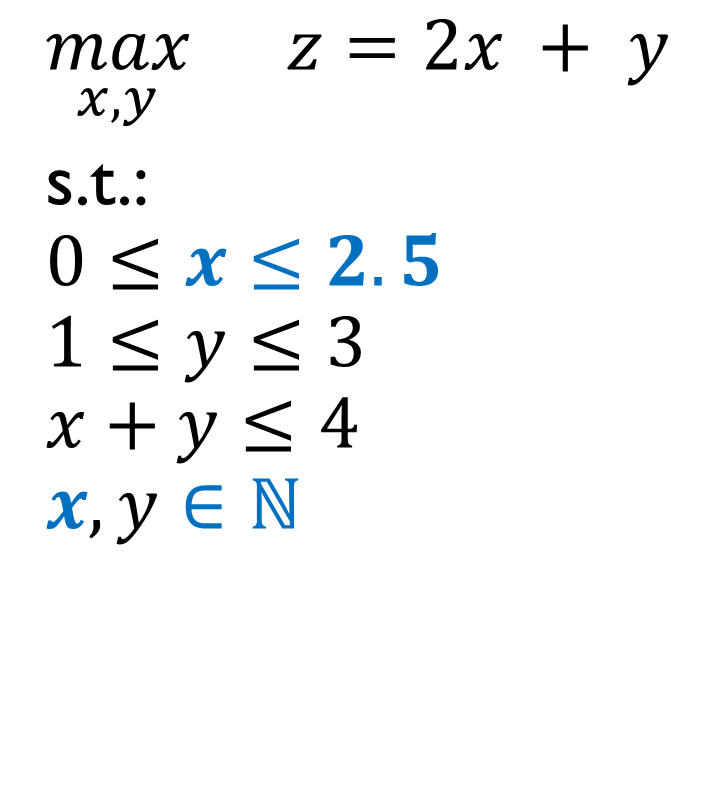 max z = 2x + y
x,y
s.t.:
0 ≤ x ≤ 2.5
1 ≤ y ≤ 3
x + y ≤ 4
x, y ∈ ℕ